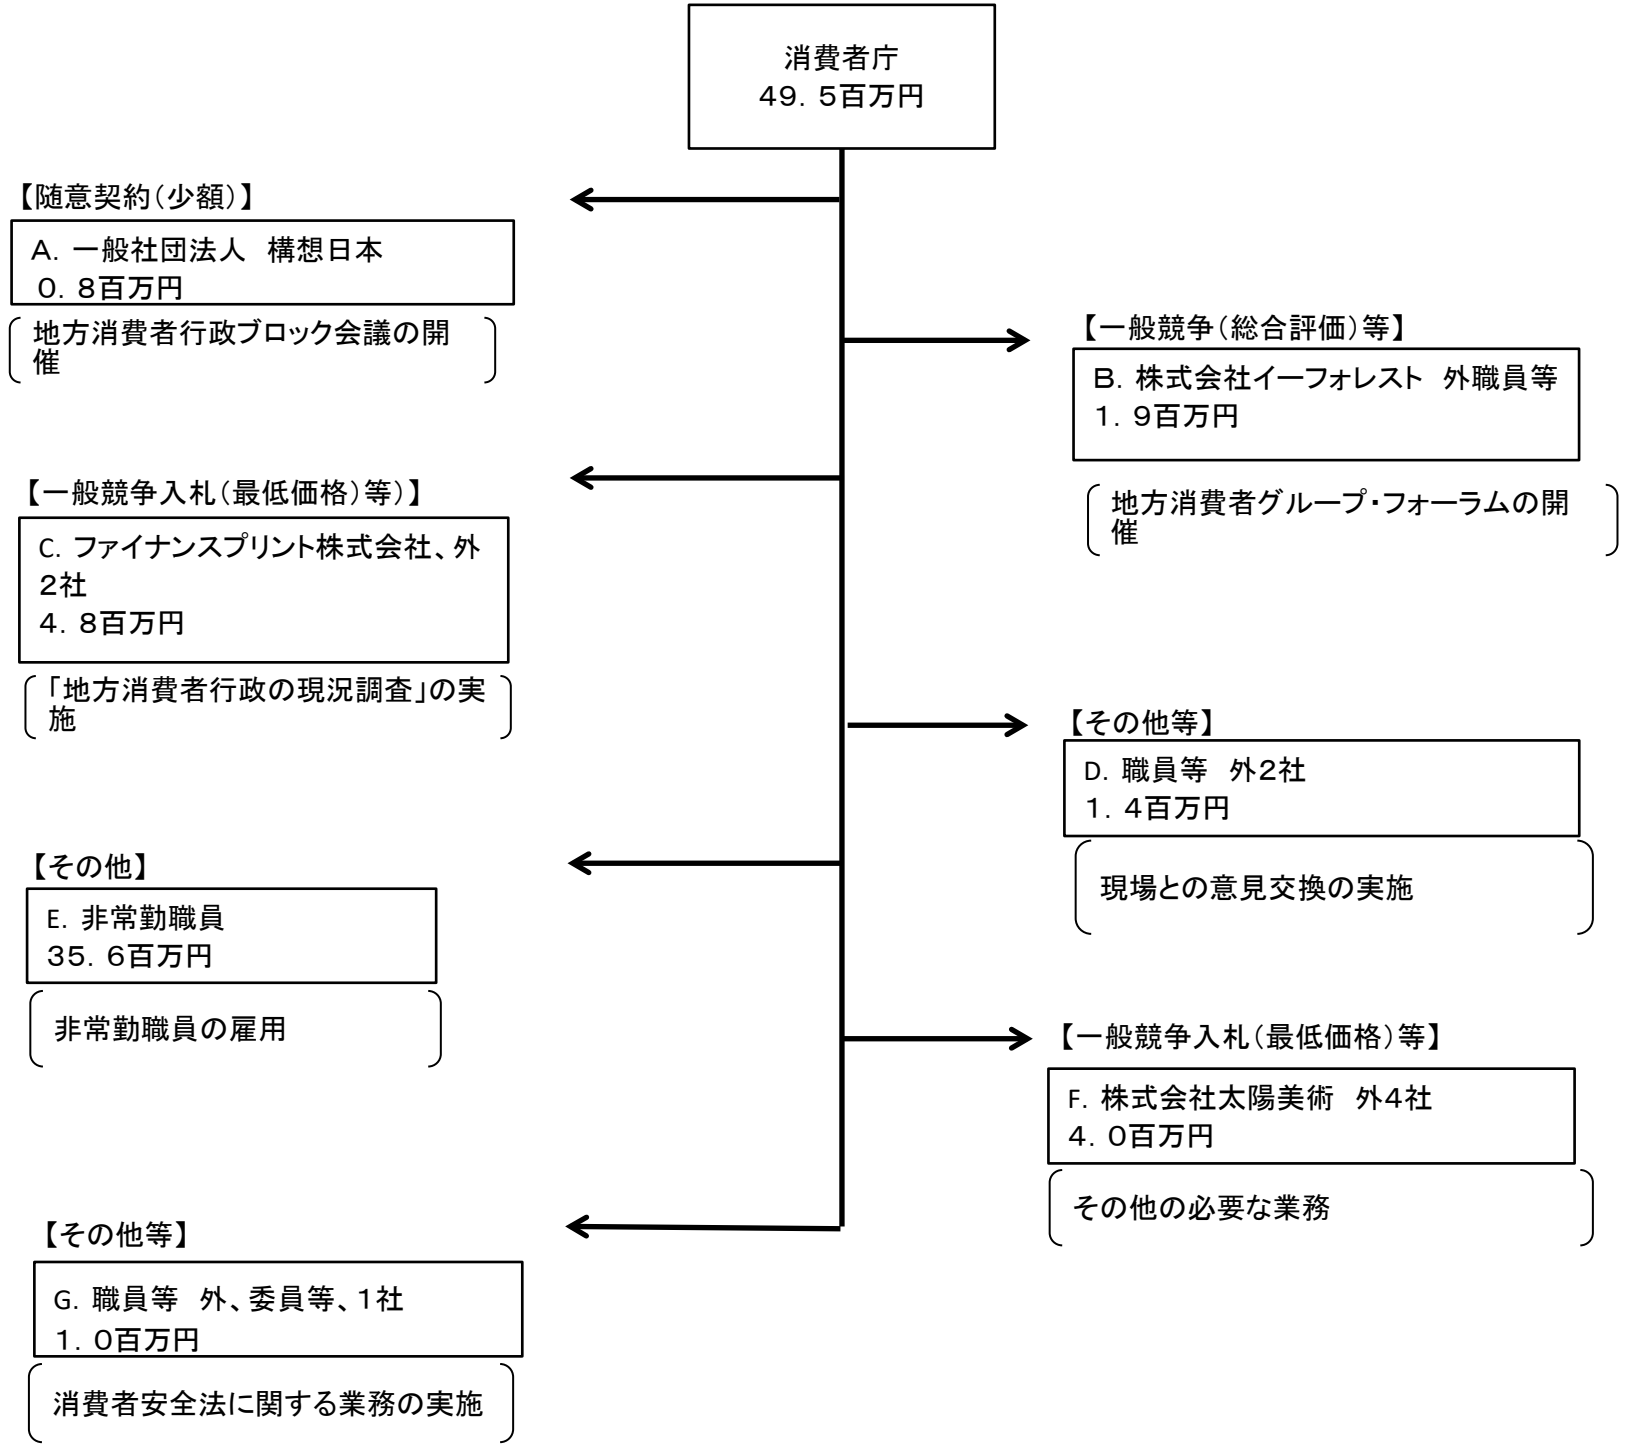 消費者庁
４９．５百万円
【随意契約（少額）】
Ａ．一般社団法人　構想日本
０．８百万円
地方消費者行政ブロック会議の開
催
【一般競争（総合評価）等】
Ｂ．株式会社イーフォレスト　外職員等
１．９百万円
地方消費者グループ・フォーラムの開
催
【一般競争入札（最低価格）等）】
C．ファイナンスプリント株式会社、外
２社
４．８百万円
「地方消費者行政の現況調査」の実
施
【その他等】
D．職員等　外２社
１．４百万円
現場との意見交換の実施
【その他】
E．非常勤職員
３５．６百万円
非常勤職員の雇用
【一般競争入札（最低価格）等】
F．株式会社太陽美術　外４社
４．０百万円
その他の必要な業務
【その他等】
G．職員等　外、委員等、１社
１．０百万円
消費者安全法に関する業務の実施